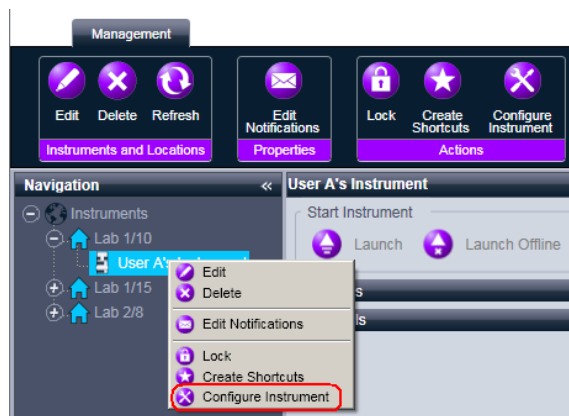 Management
Edit Delete Refresh
Edit Notifications
Lock Create Shortcuts Configure Instrument
Instruments and Locations Properties Actions
Navigation « User A's Instrument
Instruments
Start Instrument
Lab 1/10
Launch Launch Offline
User A's
Edit
Lab 1/15
Delete
Lab 2/8
Edit Notifications
Lock
Create Shortcuts
Configure Instrument